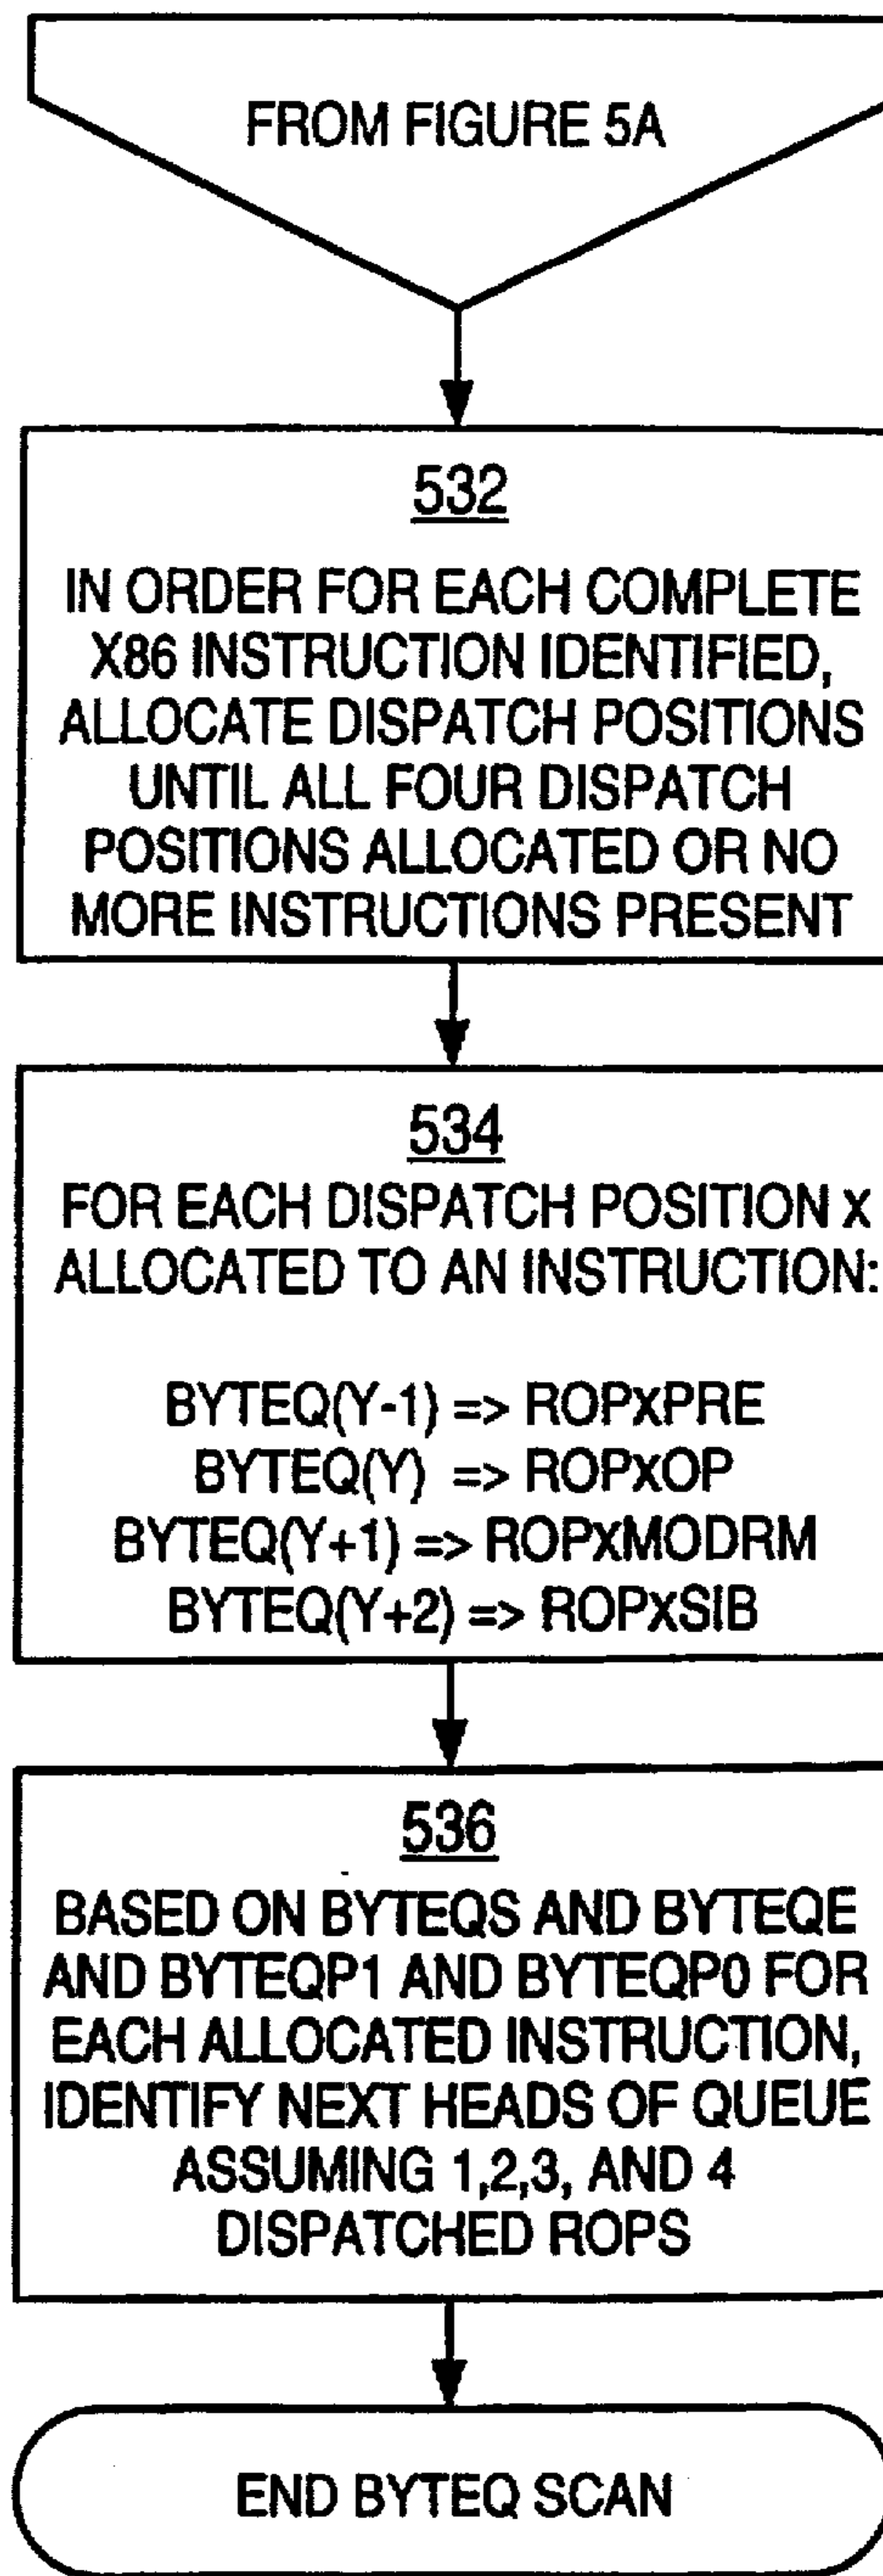 FROM FIGURE 5A
532
IN ORDER FOR EACH COMPLETE
X86 INSTRUCTION IDENTIFIED,
ALLOCATE DISPATCH POSITIONS
UNTIL ALL FOUR DISPATCH
POSITIONS ALLOCATED OR NO
MORE INSTRUCTIONS PRESENT
534
FOR EACH DISPATCH POSITION x
ALLOCATED TO AN INSTRUCTION:
BYTEQ(Y-1) => ROPxPRE
BYTEQ(Y) => ROPxOP
BYTEQ(Y+1) => ROPxMODRM
BYTEQ(Y+2) => ROPxSIB
536
BASED ON BYTEQS AND BYTEQE
AND BYTEQP1 AND BYTEQP0 FOR
EACH ALLOCATED INSTRUCTION,
IDENTIFY NEXT HEADS OF QUEUE
ASSUMING 1,2,3, AND 4
DISPATCHED ROPS
END BYTEQ SCAN